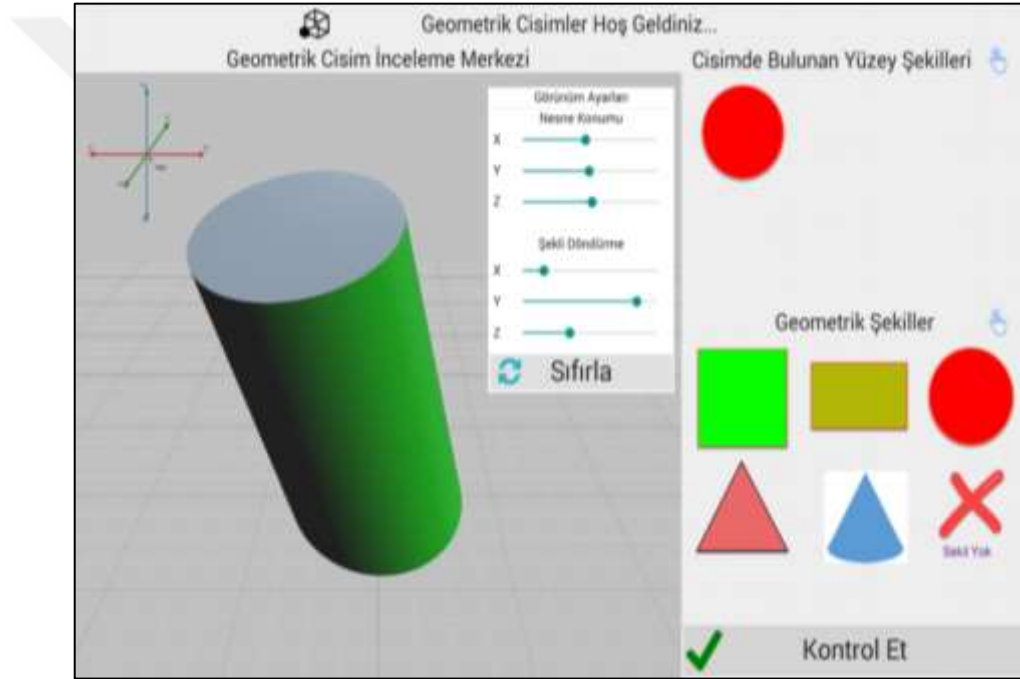 Geometrik Cisimler Hoş Geldiniz...
Geometrik Cisim İnceleme Merkezi
Cisimde Bulunan Yüzey Şekilleri
Görünüm Ayarları
Nesne Konumu
X
Y
Z
Şekli Döndürme
X
Y
Z
Sıfırla
Geometrik Şekiller
Şekil Yok
Kontrol Et